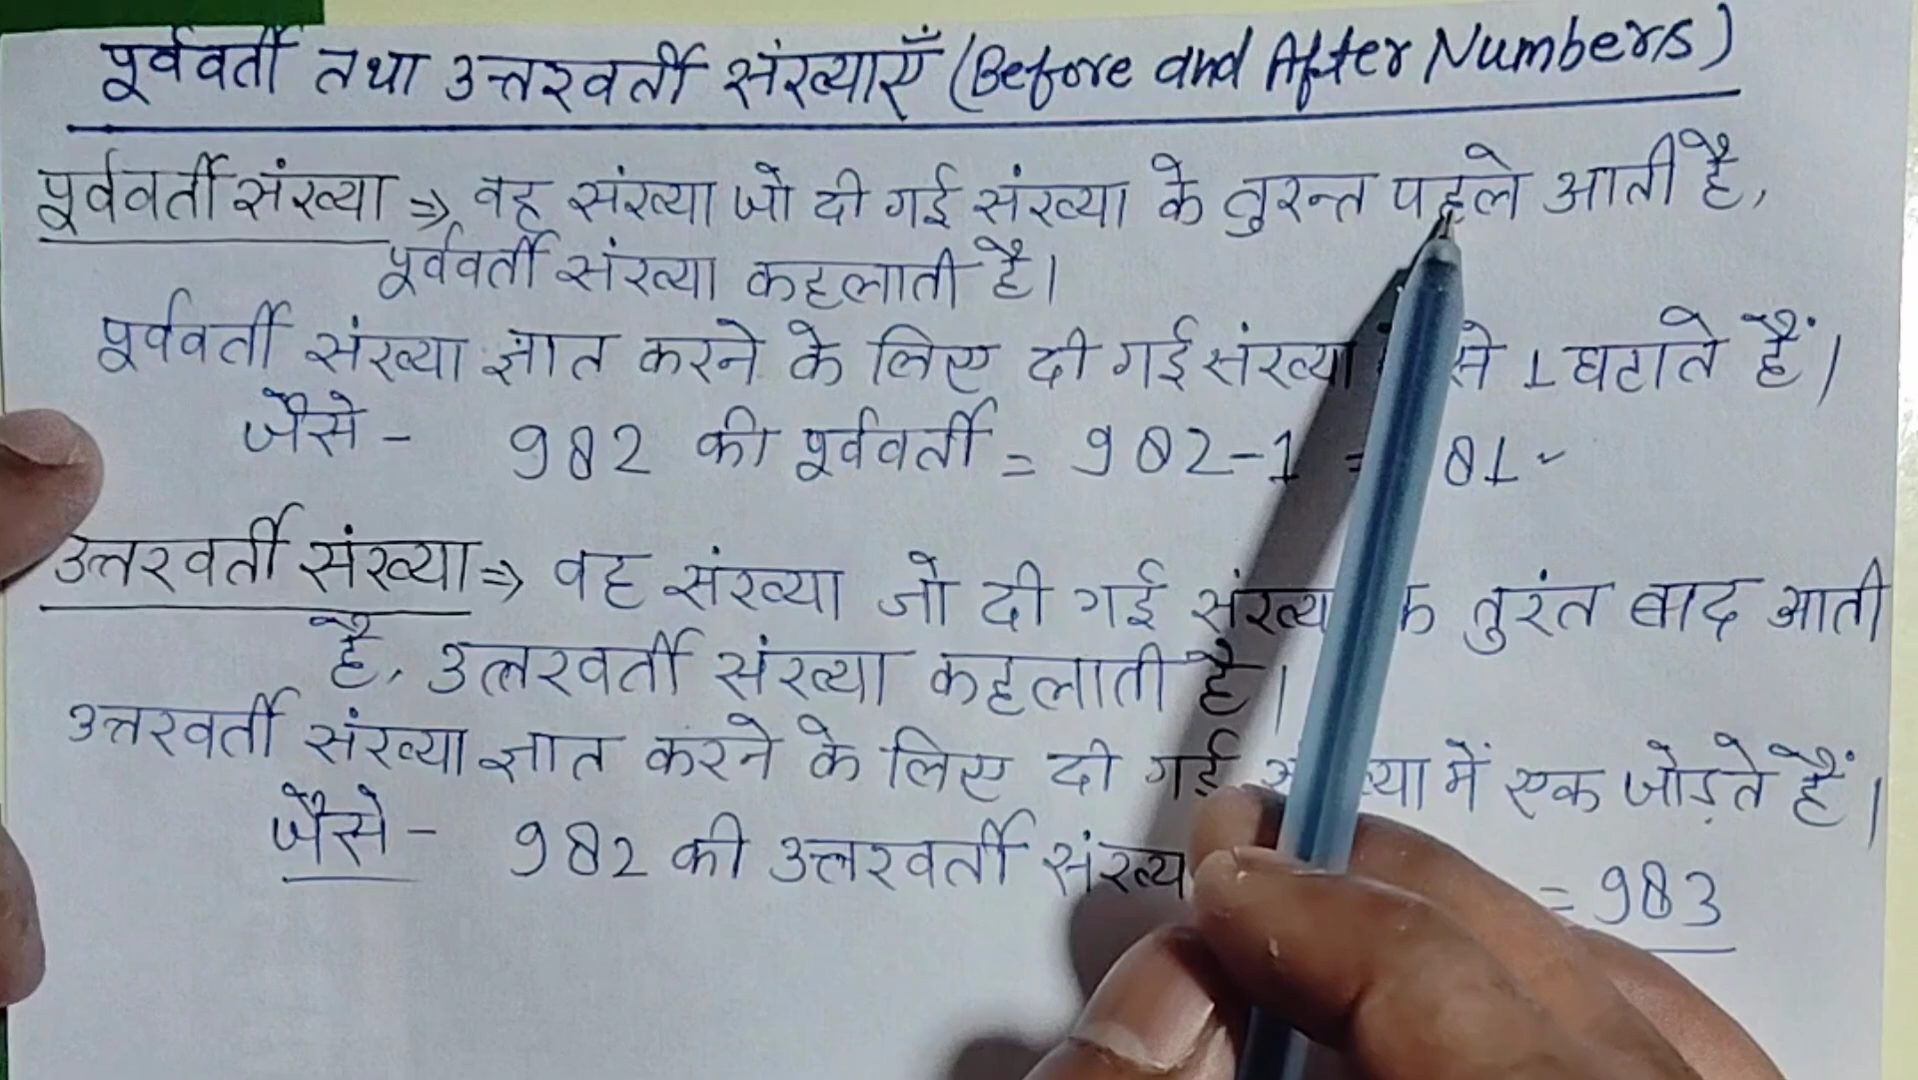 पूर्ववर्ती तथा उत्तरवर्ती संख्याएँ (Before and After Numbers)
पूर्ववर्ती संख्या ⇒ वह संख्या जो दी गई संख्या के तुरन्त पहले आती है,
पूर्ववर्ती संख्या कहलाती है।
पूर्ववर्ती संख्या ज्ञात करने के लिए दी गई संख्या से 1 घटाते हैं।
जैसे - 982 की पूर्ववर्ती = 982-1 = 81
उत्तरवर्ती संख्या ⇒ वह संख्या जो दी गई संख्य तुरंत बाद आती
है, उत्तरवर्ती संख्या कहलाती है।
उत्तरवर्ती संख्या ज्ञात करने के लिए दी गई ख्या में एक जोड़ते हैं।
जैसे - 982 की उत्तरवर्ती संख्य = 983